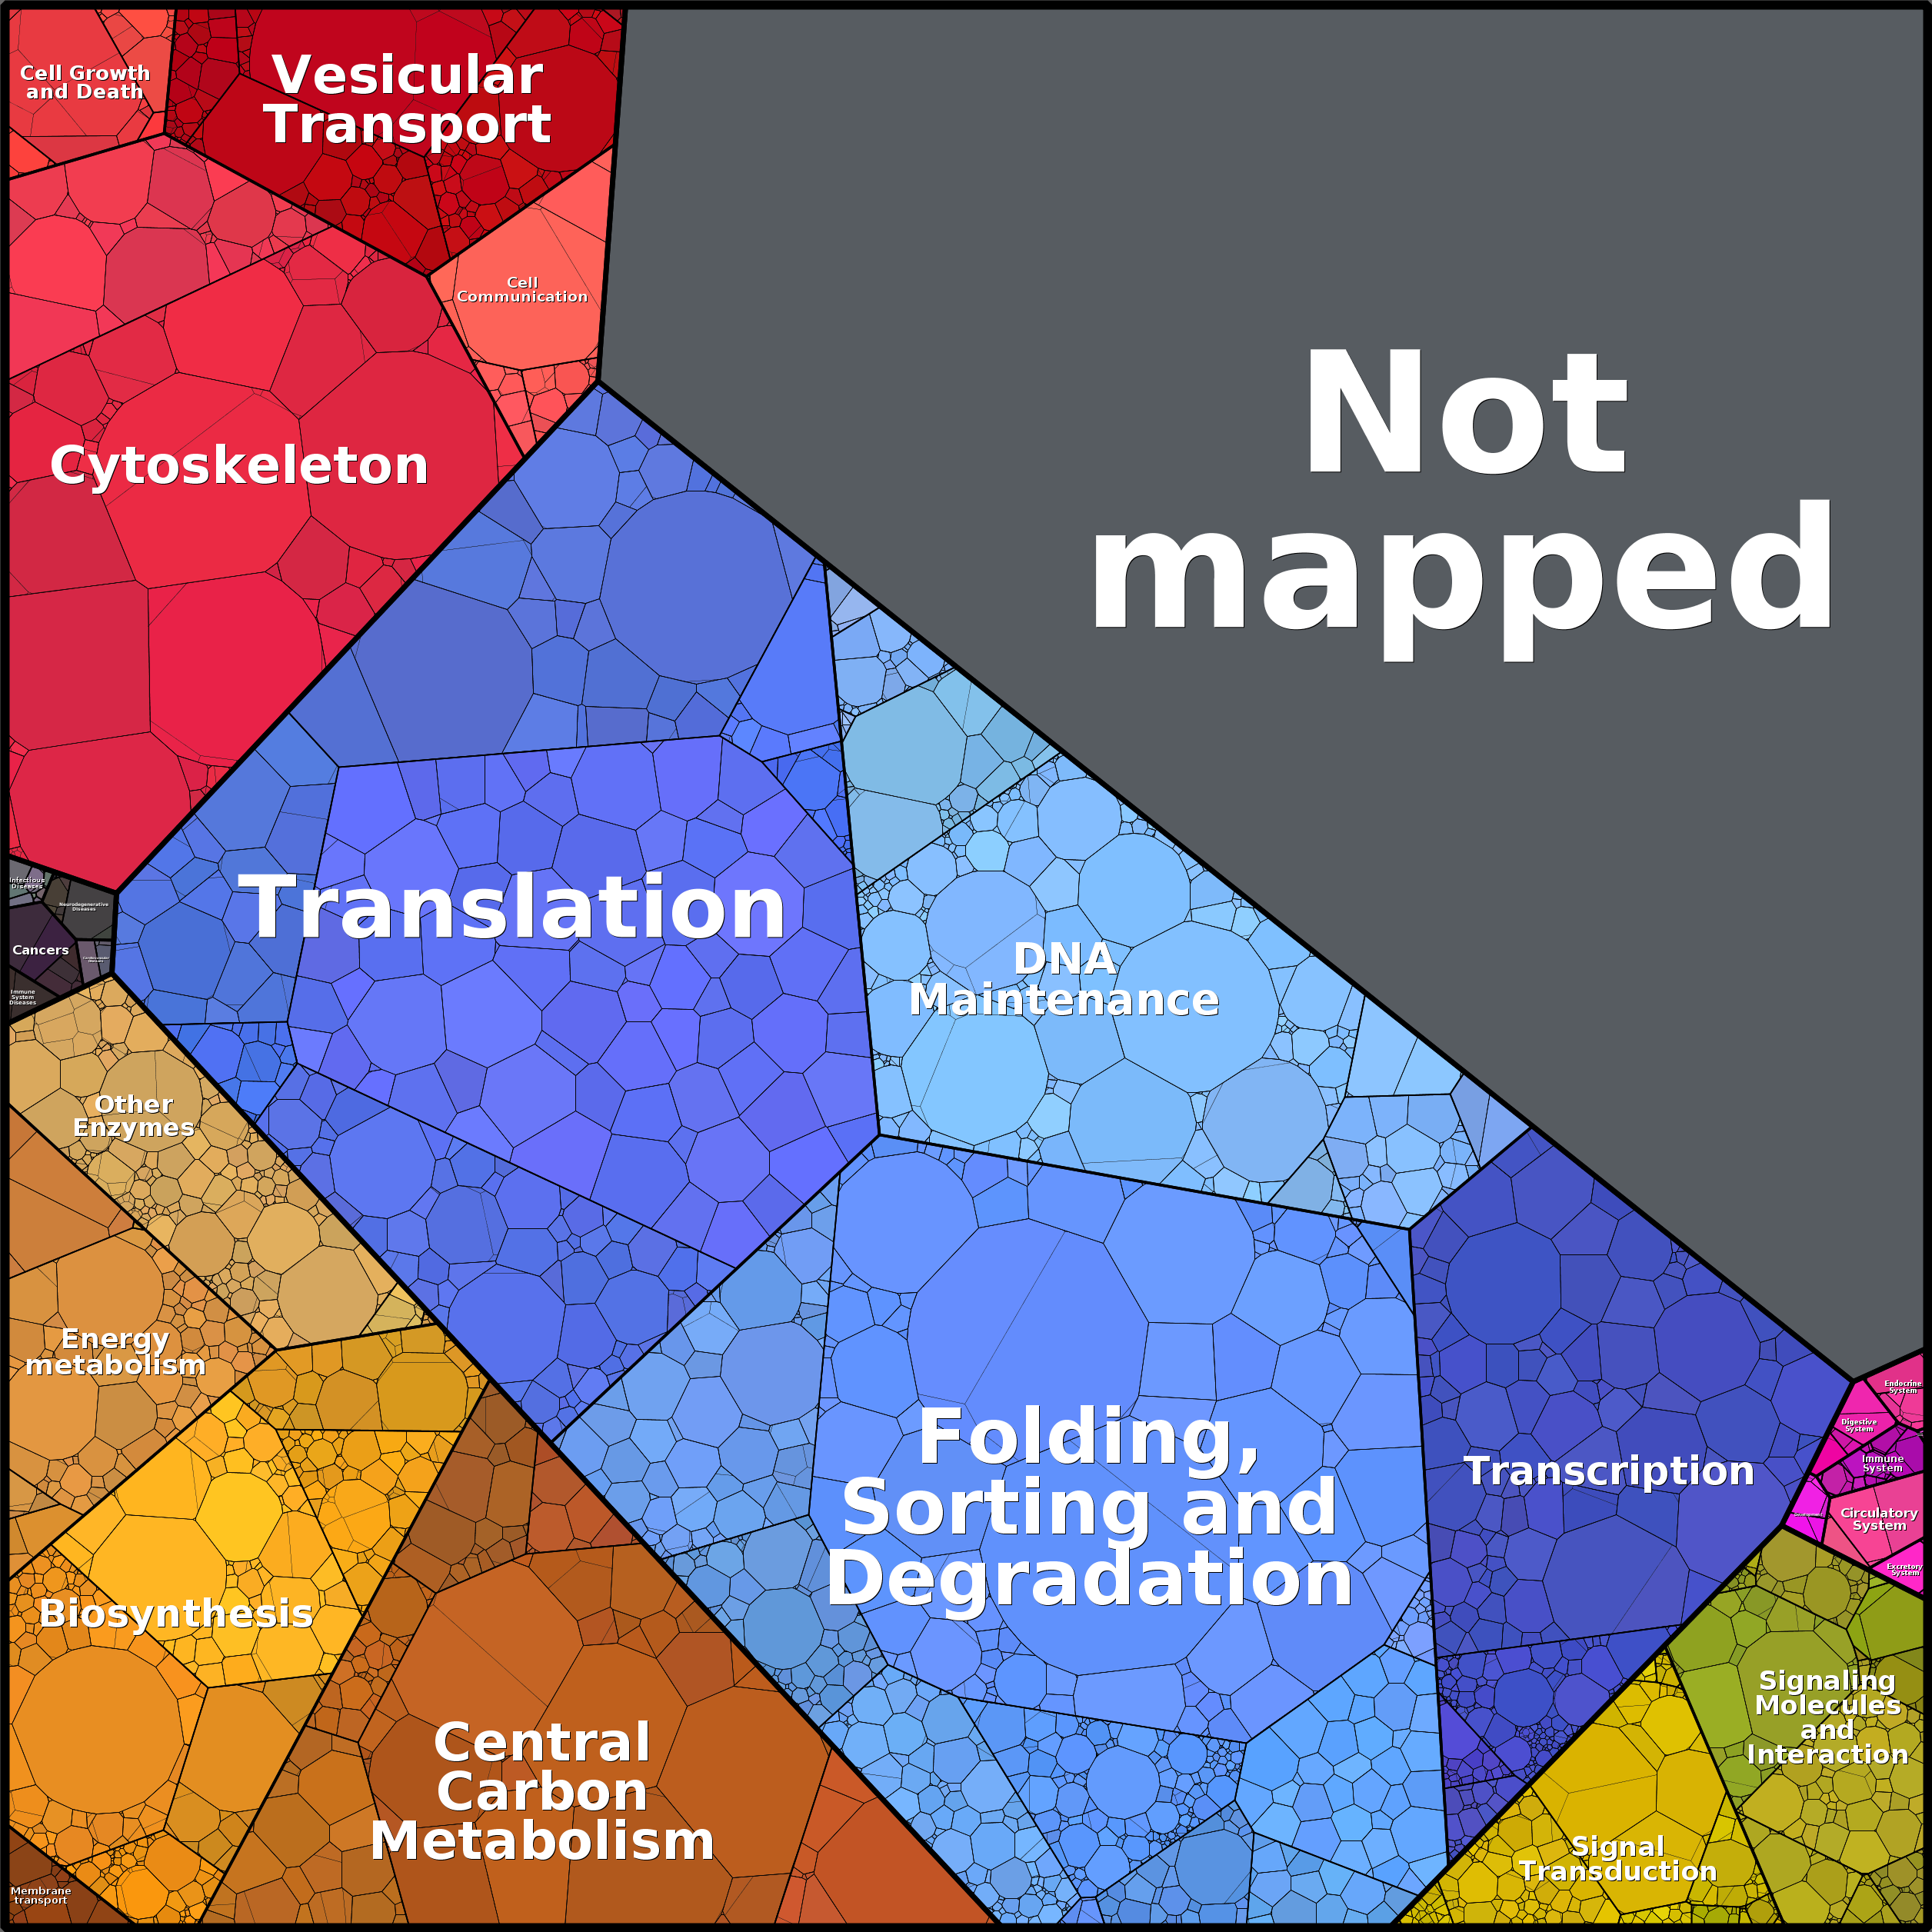 Cell Growth
and Death
Vesicular
Transport
Cell
Communication
Not
mapped
Cytoskeleton
Translation
Infectious
Diseases
Neurodegenerative
Diseases
Cancers
Immune
System
Diseases
DNA
Maintenance
Other
Enzymes
Energy
metabolism
Folding,
Sorting and
Degradation
Transcription
Endocrine
System
Digestive
System
Immune
System
Circulatory
System
Excretory
System
Biosynthesis
Central
Carbon
Metabolism
Signaling
Molecules
and
Interaction
Signal
Transduction
Membrane
transport